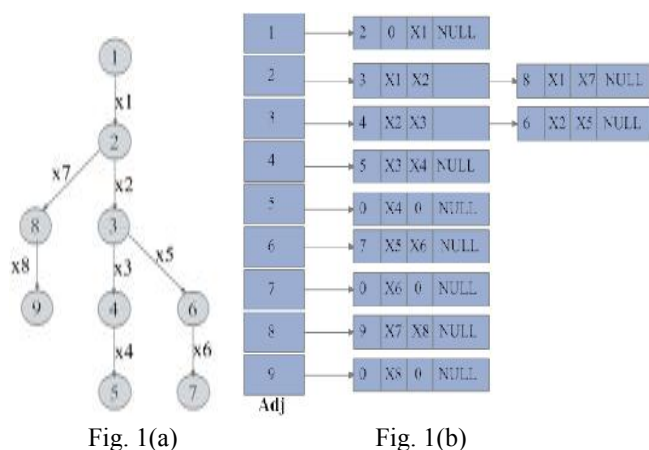 1
x1
2
x7
x2
8
3
x8
x3
x5
9
4
6
x4
x6
5
7
1 2 0 X1 NULL
2 3 X1 X2 8 X1 X7 NULL
3 4 X2 X3 6 X2 X5 NULL
4 5 X3 X4 NULL
5 0 X4 0 NULL
6 7 X5 X6 NULL
7 0 X6 0 NULL
8 9 X7 X8 NULL
9 0 X8 0 NULL
Adj
Fig. 1(a) Fig. 1(b)